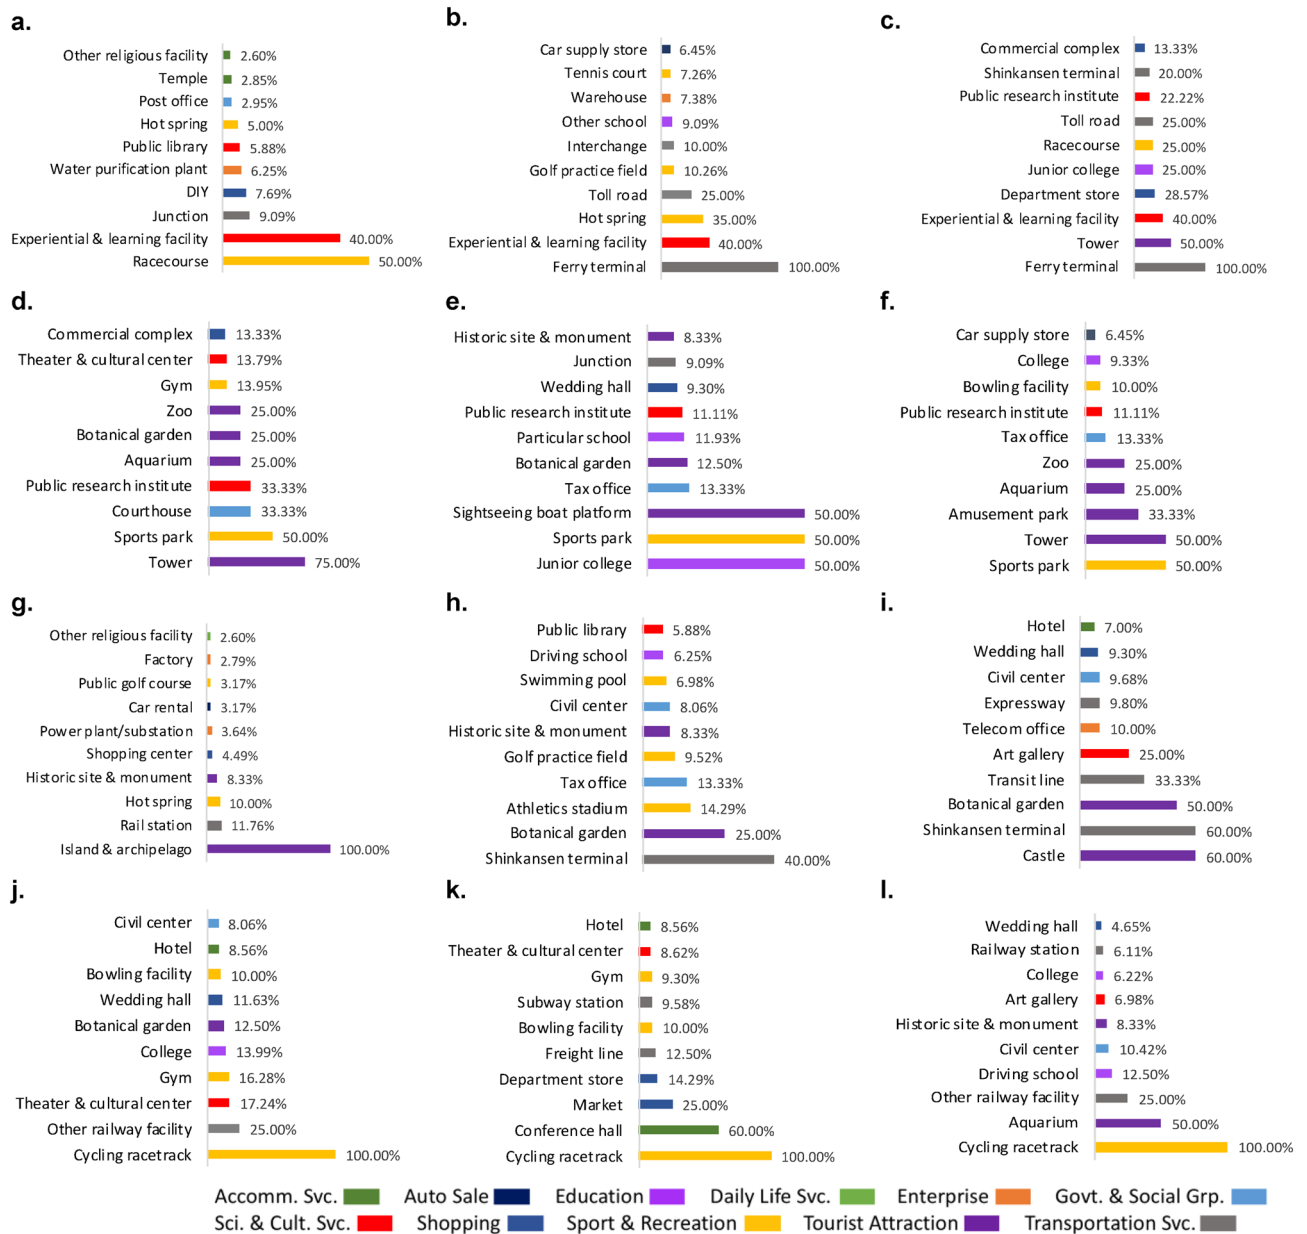 a.
Other religious facility 2.60%
Temple 2.85%
Post office 2.95%
Hot spring 5.00%
Public library 5.88%
Water purification plant 6.25%
DIY 7.69%
Junction 9.09%
Experiential & learning facility 40.00%
Racecourse 50.00%
b.
Car supply store 6.45%
Tennis court 7.26%
Warehouse 7.38%
Other school 9.09%
Interchange 10.00%
Golf practice field 10.26%
Toll road 25.00%
Hot spring 35.00%
Experiential & learning facility 40.00%
Ferry terminal 100.00%
c.
Commercial complex 13.33%
Shinkansen terminal 20.00%
Public research institute 22.22%
Toll road 25.00%
Racecourse 25.00%
Junior college 25.00%
Department store 28.57%
Experiential & learning facility 40.00%
Tower 50.00%
Ferry terminal 100.00%
d.
Commercial complex 13.33%
Theater & cultural center 13.79%
Gym 13.95%
Zoo 25.00%
Botanical garden 25.00%
Aquarium 25.00%
Public research institute 33.33%
Courthouse 33.33%
Sports park 50.00%
Tower 75.00%
e.
Historic site & monument 8.33%
Junction 9.09%
Wedding hall 9.30%
Public research institute 11.11%
Particular school 11.93%
Botanical garden 12.50%
Tax office 13.33%
Sightseeing boat platform 50.00%
Sports park 50.00%
Junior college 50.00%
f.
Car supply store 6.45%
College 9.33%
Bowling facility 10.00%
Public research institute 11.11%
Tax office 13.33%
Zoo 25.00%
Aquarium 25.00%
Amusement park 33.33%
Tower 50.00%
Sports park 50.00%
g.
Other religious facility 2.60%
Factory 2.79%
Public golf course 3.17%
Car rental 3.17%
Power plant/substation 3.64%
Shopping center 4.49%
Historic site & monument 8.33%
Hot spring 10.00%
Rail station 11.76%
Island & archipelago 100.00%
h.
Public library 5.88%
Driving school 6.25%
Swimming pool 6.98%
Civil center 8.06%
Historic site & monument 8.33%
Golf practice field 9.52%
Tax office 13.33%
Athletics stadium 14.29%
Botanical garden 25.00%
Shinkansen terminal 40.00%
i.
Hotel 7.00%
Wedding hall 9.30%
Civil center 9.68%
Expressway 9.80%
Telecom office 10.00%
Art gallery 25.00%
Transit line 33.33%
Botanical garden 50.00%
Shinkansen terminal 60.00%
Castle 60.00%
j.
Civil center 8.06%
Hotel 8.56%
Bowling facility 10.00%
Wedding hall 11.63%
Botanical garden 12.50%
College 13.99%
Gym 16.28%
Theater & cultural center 17.24%
Other railway facility 25.00%
Cycling racetrack 100.00%
k.
Hotel 8.56%
Theater & cultural center 8.62%
Gym 9.30%
Subway station 9.58%
Bowling facility 10.00%
Freight line 12.50%
Department store 14.29%
Market 25.00%
Conference hall 60.00%
Cycling racetrack 100.00%
l.
Wedding hall 4.65%
Railway station 6.11%
College 6.22%
Art gallery 6.98%
Historic site & monument 8.33%
Civil center 10.42%
Driving school 12.50%
Other railway facility 25.00%
Aquarium 50.00%
Cycling racetrack 100.00%
Accomm. Svc. Auto Sale Education Daily Life Svc. Enterprise Govt. & Social Grp.
Sci. & Cult. Svc. Shopping Sport & Recreation Tourist Attraction Transportation Svc.